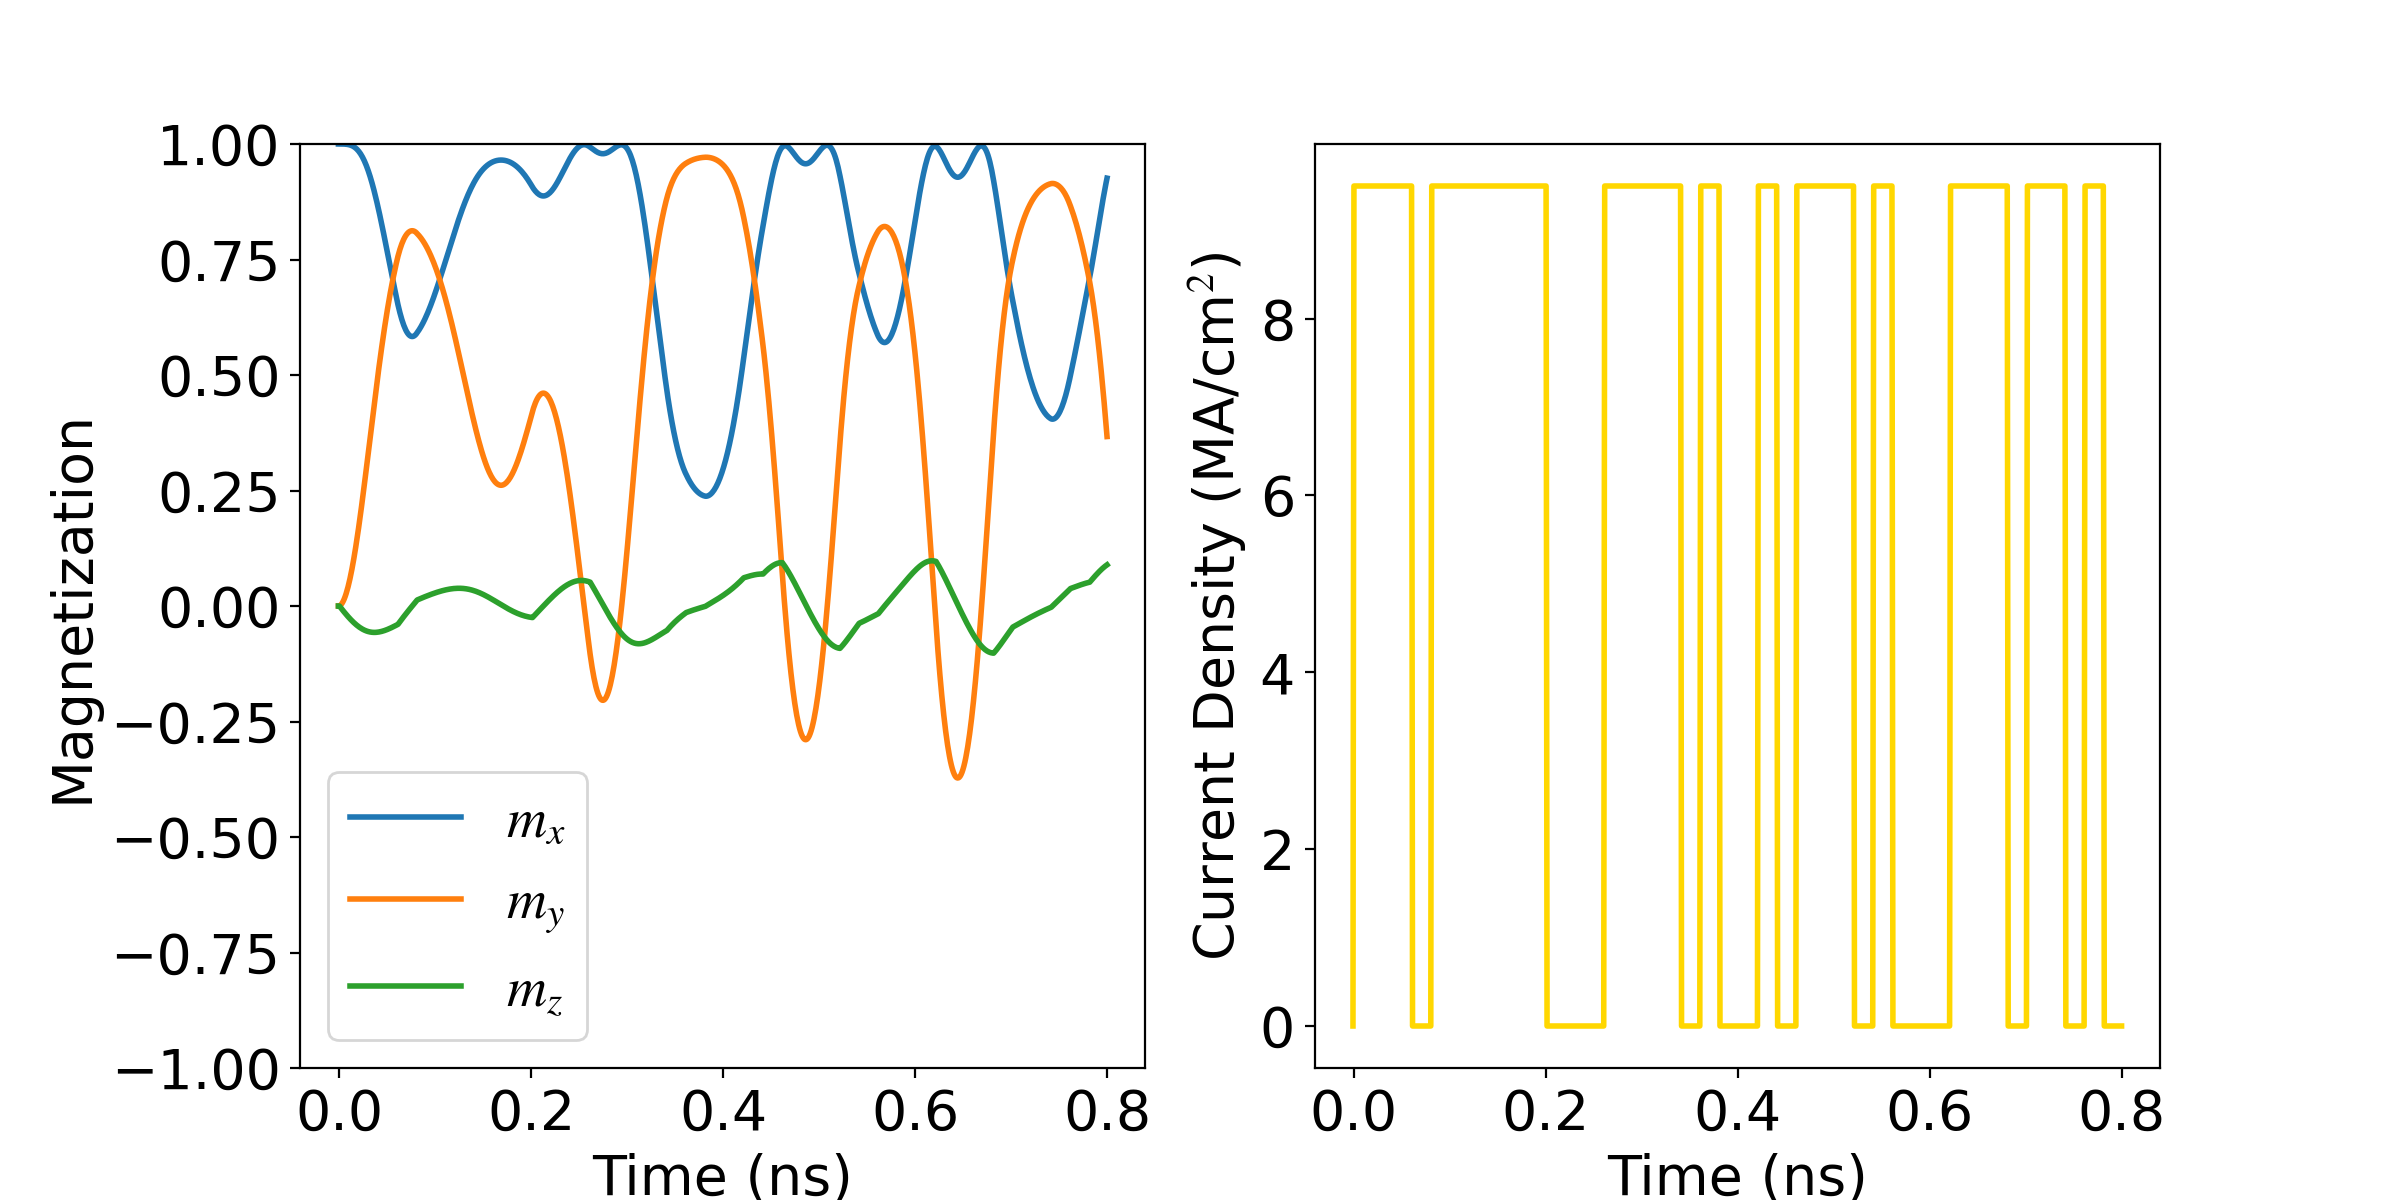 1.00
0.75
0.50
0.25
0.00
−0.25
−0.50
−0.75
−1.00
Magnetization
m_x
m_y
m_z
0.0 0.2 0.4 0.6 0.8
Time (ns)
8
6
4
2
0
Current Density (MA/cm²)
0.0 0.2 0.4 0.6 0.8
Time (ns)